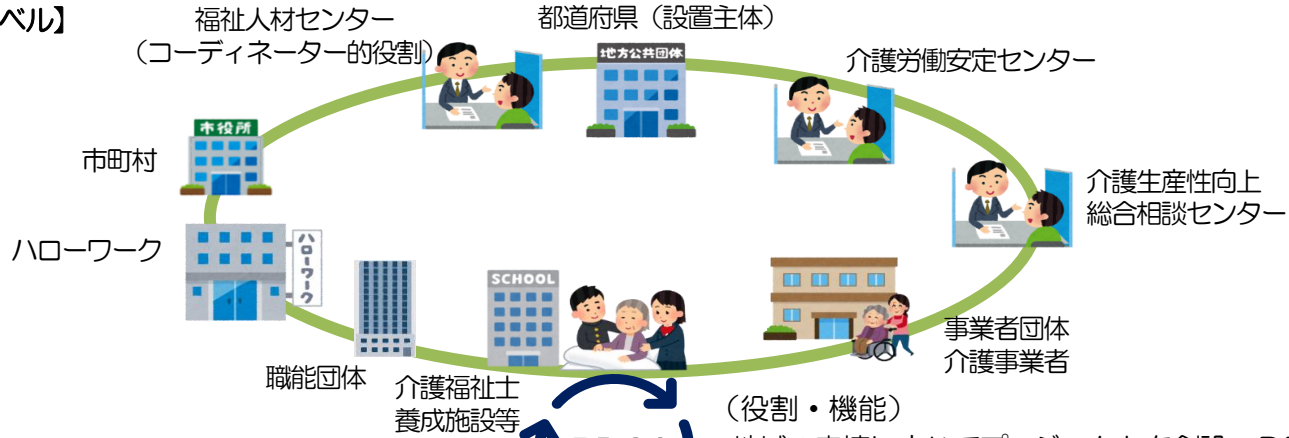 ベル】
福祉人材センター
（コーディネーター的役割）
都道府県（設置主体）
地方公共団体
介護労働安定センター
市役所
市町村
介護生産性向上
総合相談センター
ハローワーク
ハローワーク
SCHOOL
事業者団体
介護事業者
職能団体
介護福祉士
養成施設等
（役割・機能）